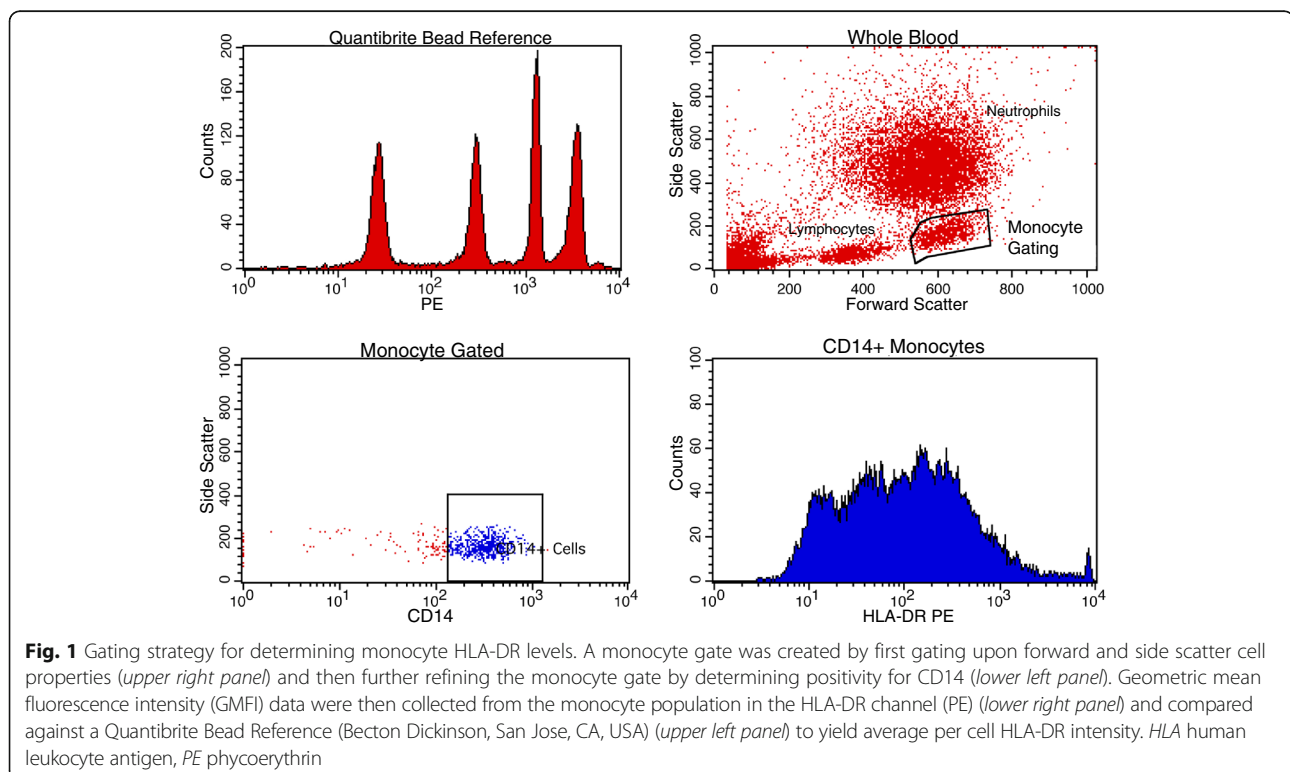 Quantibrite Bead Reference
Counts
200
160
120
80
40
0
10^0
10^1
10^2
10^3
10^4
PE
Whole Blood
Side Scatter
1000
800
600
400
200
0
Neutrophils
Lymphocytes
Monocyte
Gating
0
200
400
600
800
1000
Forward Scatter
Monocyte Gated
Side Scatter
1000
800
600
400
200
0
CD14+ Cells
10^0
10^1
10^2
10^3
10^4
CD14
CD14+ Monocytes
Counts
100
80
60
40
20
0
10^0
10^1
10^2
10^3
10^4
HLA-DR PE
Fig. 1 Gating strategy for determining monocyte HLA-DR levels. A monocyte gate was created by first gating upon forward and side scatter cell
properties (upper right panel) and then further refining the monocyte gate by determining positivity for CD14 (lower left panel). Geometric mean
fluorescence intensity (GMFI) data were then collected from the monocyte population in the HLA-DR channel (PE) (lower right panel) and compared
against a Quantibrite Bead Reference (Becton Dickinson, San Jose, CA, USA) (upper left panel) to yield average per cell HLA-DR intensity. HLA human
leukocyte antigen, PE phycoerythrin